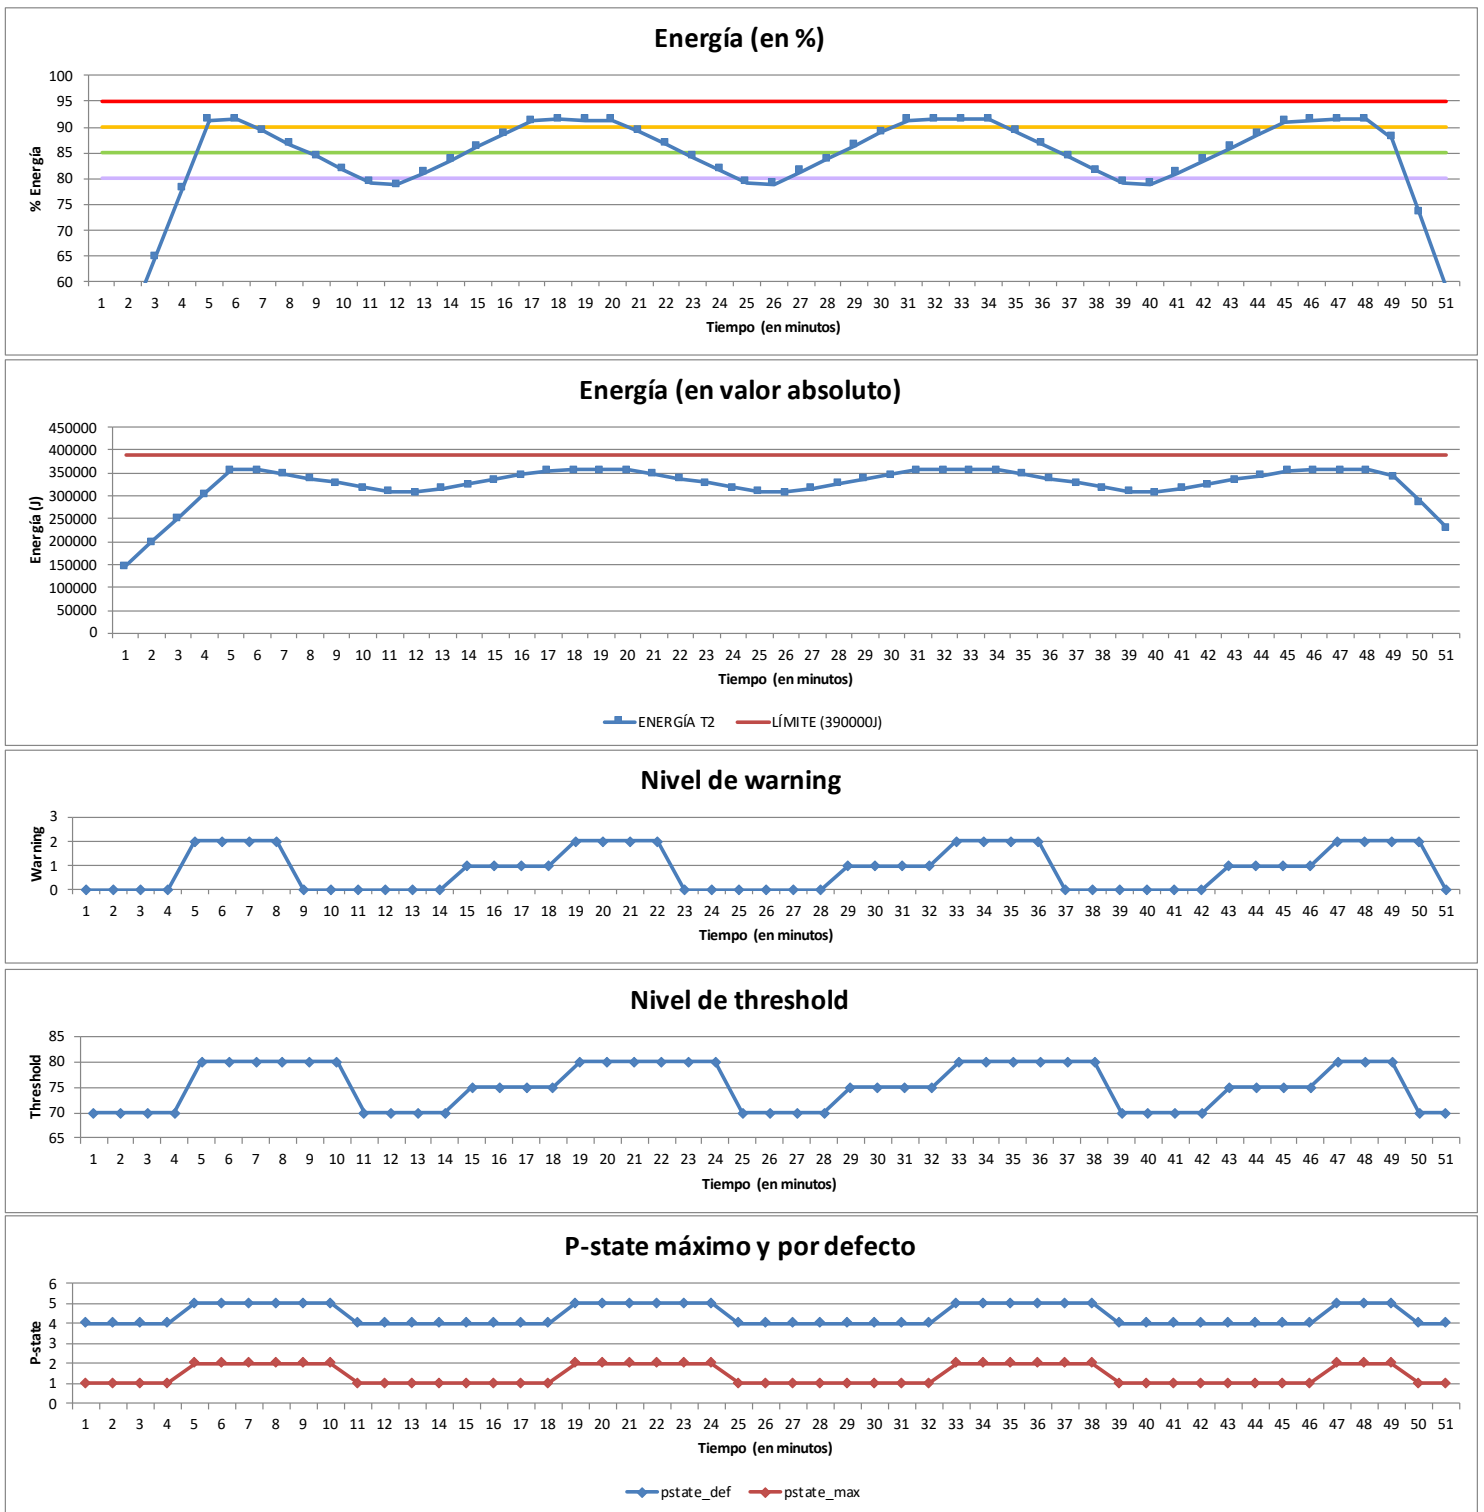 Energía (en %)
100
95
90
85
80
75
70
65
60
% Energía
1 2 3 4 5 6 7 8 9 10 11 12 13 14 15 16 17 18 19 20 21 22 23 24 25 26 27 28 29 30 31 32 33 34 35 36 37 38 39 40 41 42 43 44 45 46 47 48 49 50 51
Tiempo (en minutos)
Energía (en valor absoluto)
450000
400000
350000
300000
250000
200000
150000
100000
50000
0
Energía (J)
1 2 3 4 5 6 7 8 9 10 11 12 13 14 15 16 17 18 19 20 21 22 23 24 25 26 27 28 29 30 31 32 33 34 35 36 37 38 39 40 41 42 43 44 45 46 47 48 49 50 51
Tiempo (en minutos)
ENERGÍA T2 LÍMITE (390000J)
Nivel de warning
3
2
1
0
Warning
1 2 3 4 5 6 7 8 9 10 11 12 13 14 15 16 17 18 19 20 21 22 23 24 25 26 27 28 29 30 31 32 33 34 35 36 37 38 39 40 41 42 43 44 45 46 47 48 49 50 51
Tiempo (en minutos)
Nivel de threshold
85
80
75
70
65
Threshold
1 2 3 4 5 6 7 8 9 10 11 12 13 14 15 16 17 18 19 20 21 22 23 24 25 26 27 28 29 30 31 32 33 34 35 36 37 38 39 40 41 42 43 44 45 46 47 48 49 50 51
Tiempo (en minutos)
P-state máximo y por defecto
6
5
4
3
2
1
0
P-state
1 2 3 4 5 6 7 8 9 10 11 12 13 14 15 16 17 18 19 20 21 22 23 24 25 26 27 28 29 30 31 32 33 34 35 36 37 38 39 40 41 42 43 44 45 46 47 48 49 50 51
Tiempo (en minutos)
pstate_def pstate_max